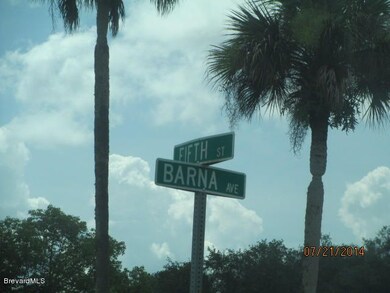 FIFTH ST
BARNA AVE
07/21/2014
BrevardMLS